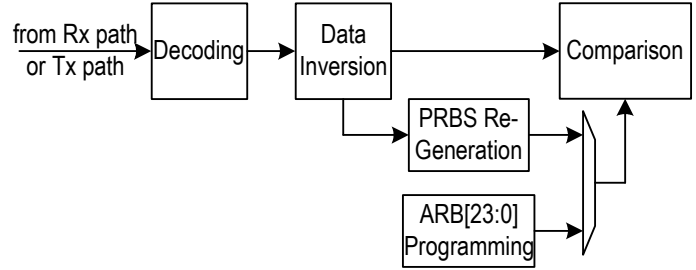 from Rx path
or Tx path
Decoding
Data
Inversion
Comparison
PRBS Re-
Generation
ARB[23:0]
Programming